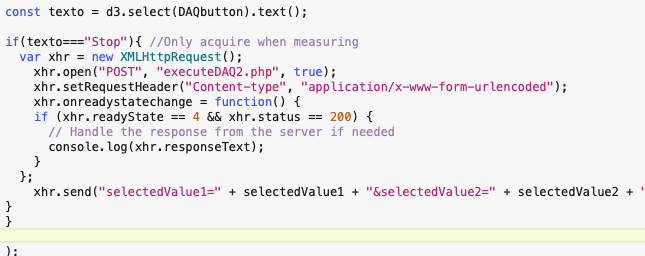 const texto = d3.select(DAQbutton).text();
if(texto==="Stop"){ //Only acquire when measuring
var xhr = new XMLHttpRequest();
xhr.open("POST", "executeDAQ2.php", true);
xhr.setRequestHeader("Content-type", "application/x-www-form-urlencoded");
xhr.onreadystatechange = function() {
if (xhr.readyState == 4 && xhr.status == 200) {
// Handle the response from the server if needed
console.log(xhr.responseText);
}
};
xhr.send("selectedValue1=" + selectedValue1 + "&selectedValue2=" + selectedValue2 + "
}
}
);